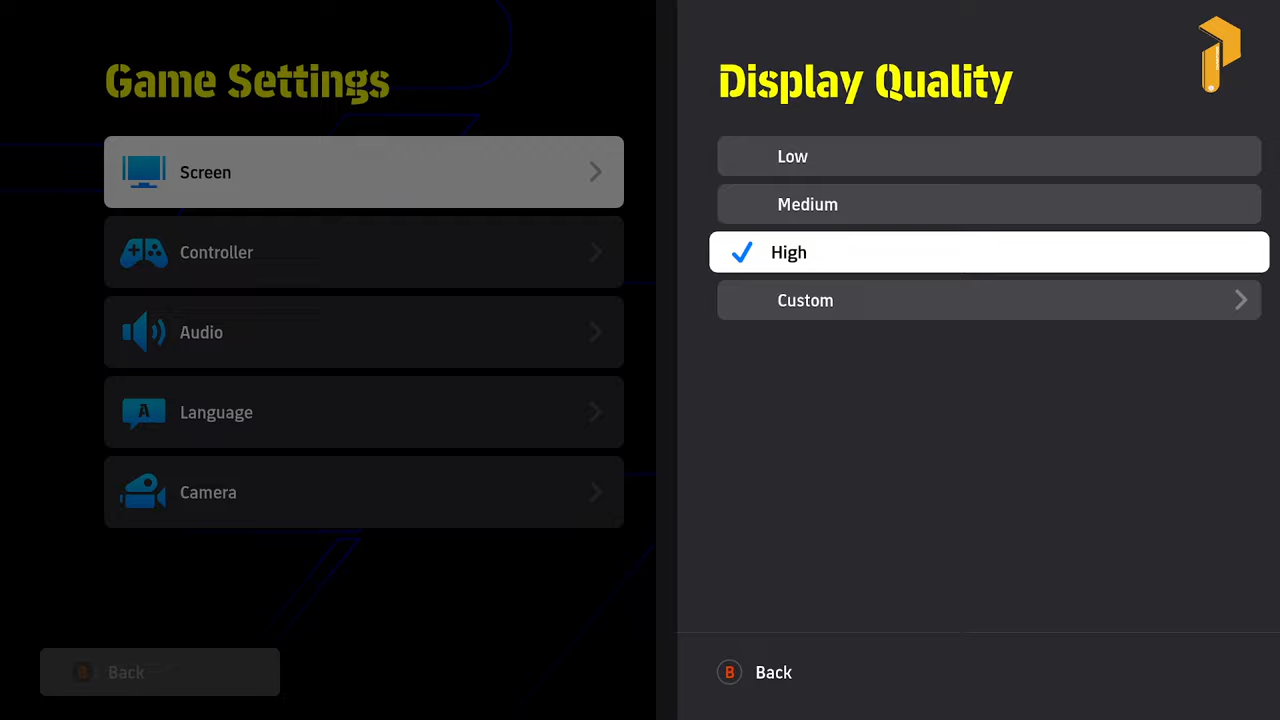 Game Settings
Screen
Controller
Audio
A
Language
Camera
B Back
Display Quality
Low
Medium
High
Custom
B Back